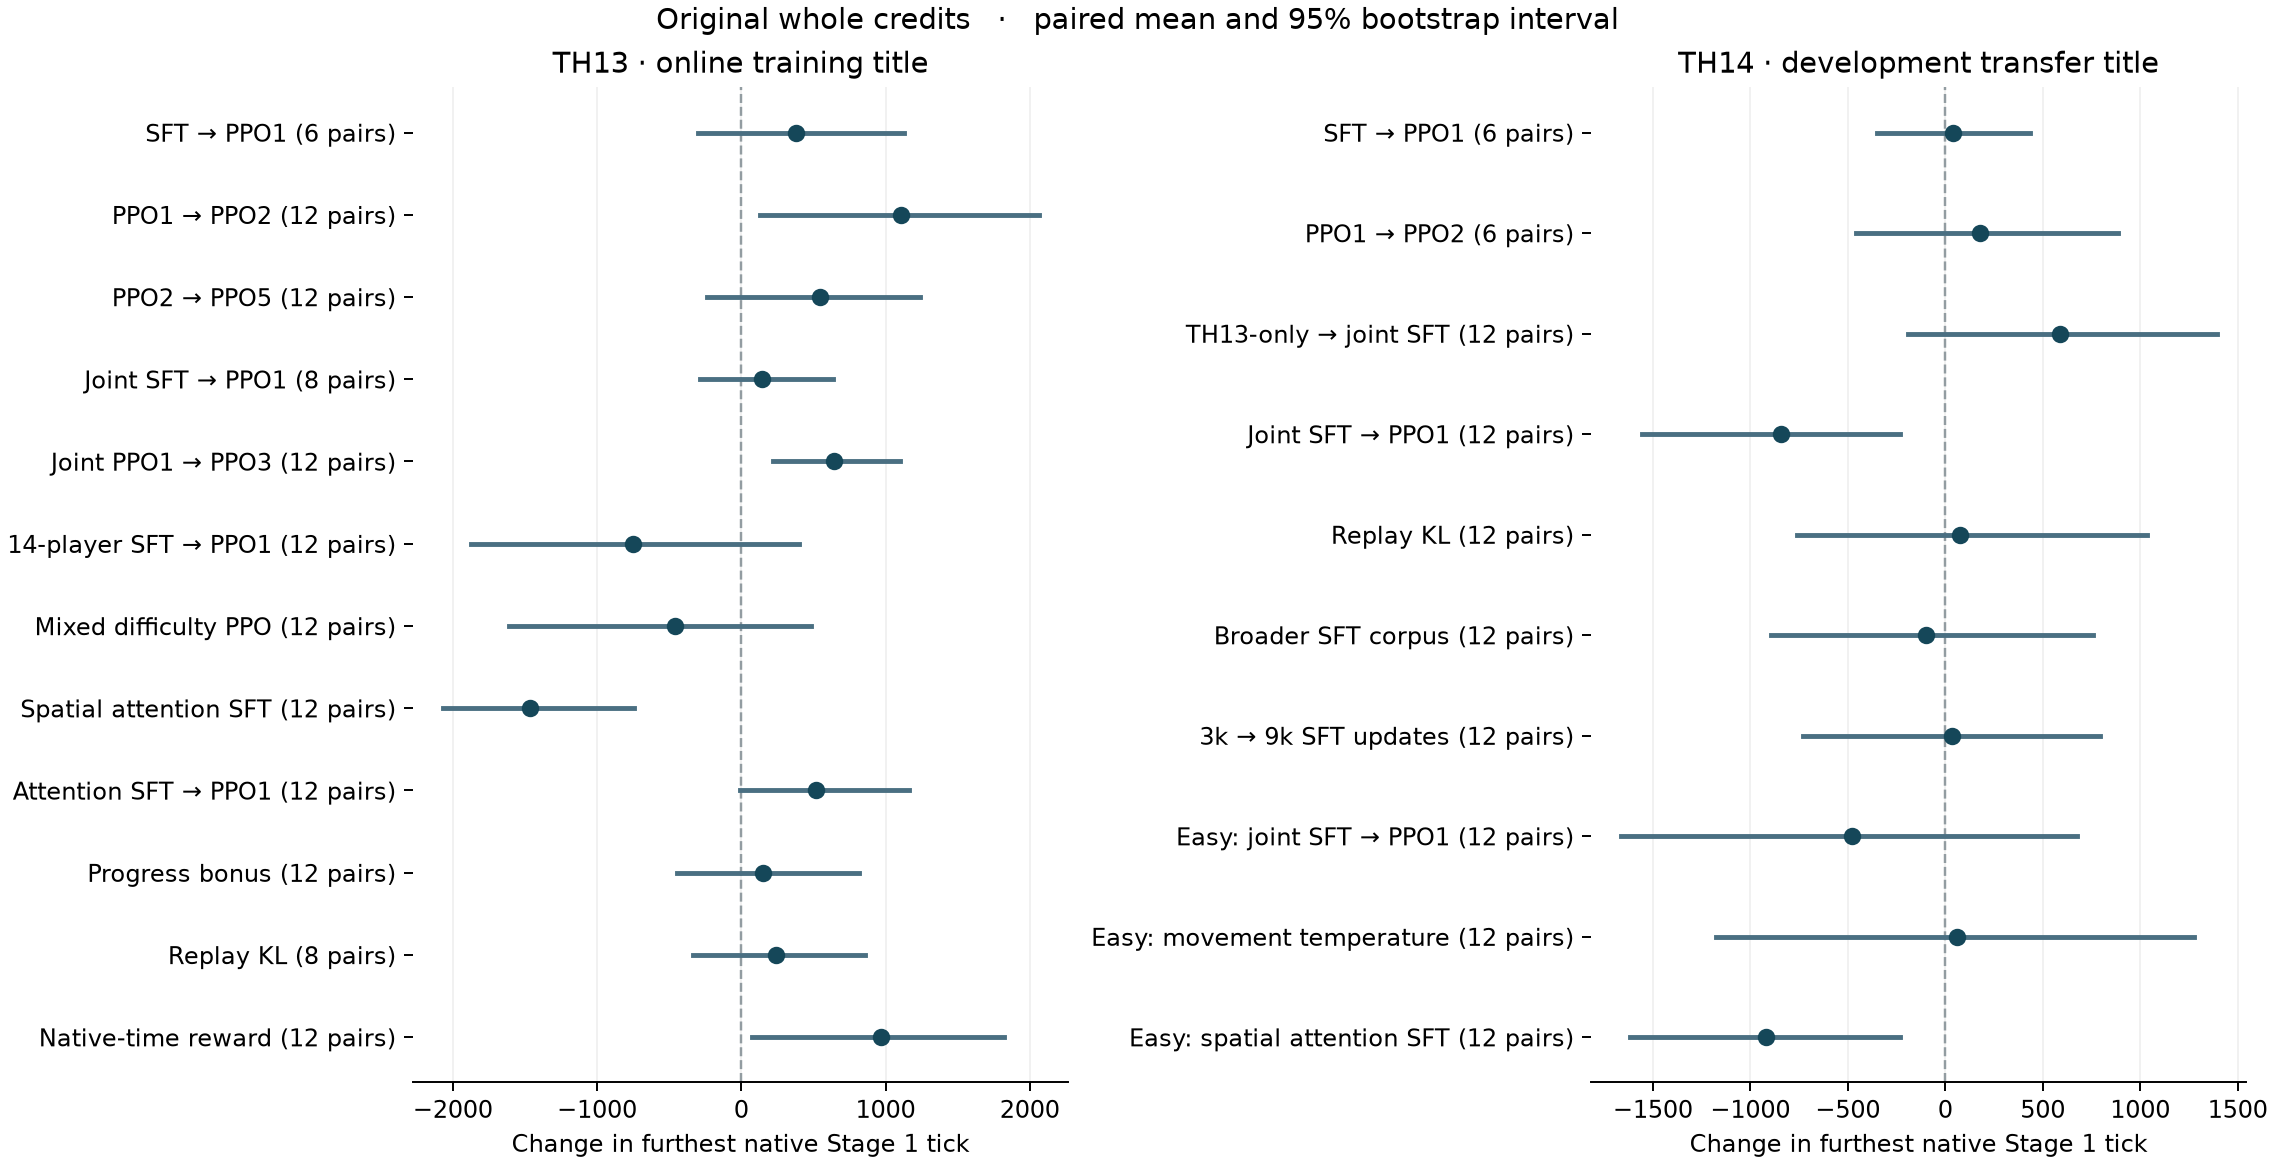 Original whole credits · paired mean and 95% bootstrap interval
TH13 · online training title
SFT → PPO1 (6 pairs)
PPO1 → PPO2 (12 pairs)
PPO2 → PPO5 (12 pairs)
Joint SFT → PPO1 (8 pairs)
Joint PPO1 → PPO3 (12 pairs)
14-player SFT → PPO1 (12 pairs)
Mixed difficulty PPO (12 pairs)
Spatial attention SFT (12 pairs)
Attention SFT → PPO1 (12 pairs)
Progress bonus (12 pairs)
Replay KL (8 pairs)
Native-time reward (12 pairs)
−2000 −1000 0 1000 2000
Change in furthest native Stage 1 tick
TH14 · development transfer title
SFT → PPO1 (6 pairs)
PPO1 → PPO2 (6 pairs)
TH13-only → joint SFT (12 pairs)
Joint SFT → PPO1 (12 pairs)
Replay KL (12 pairs)
Broader SFT corpus (12 pairs)
3k → 9k SFT updates (12 pairs)
Easy: joint SFT → PPO1 (12 pairs)
Easy: movement temperature (12 pairs)
Easy: spatial attention SFT (12 pairs)
−1500 −1000 −500 0 500 1000 1500
Change in furthest native Stage 1 tick